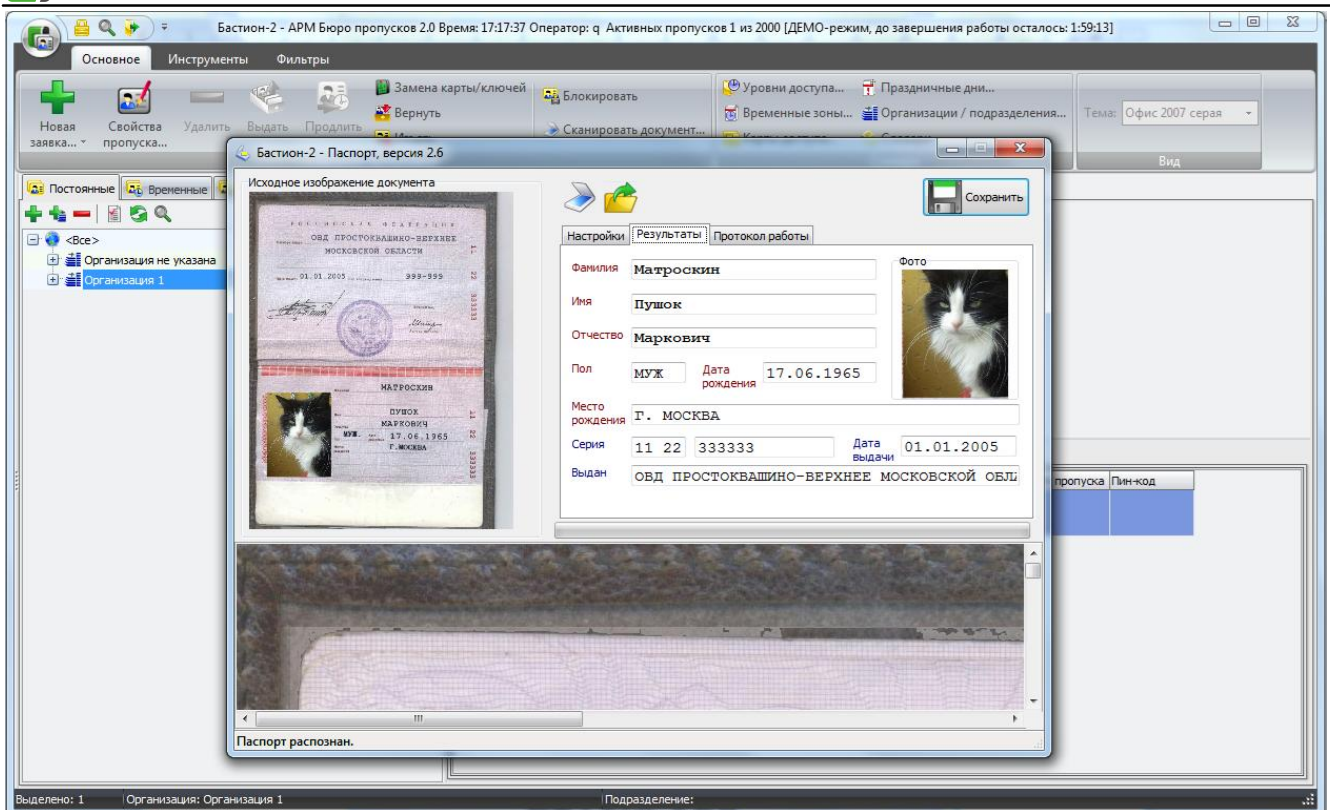 Бастион-2 - АРМ Бюро пропусков 2.0 Время: 17:17:37 Оператор: q Активных пропусков 1 из 2000 [ДЕМО-режим, до завершения работы осталось: 1:59:13]
Основное Инструменты Фильтры
Новая заявка...
Свойства пропуска...
Удалить
Выдать
Продлить
Замена карты/ключей
Вернуть
Блокировать
Сканировать документ...
Уровни доступа...
Временные зоны...
Праздничные дни...
Организации / подразделения...
Тема: Офис 2007 серая
Вид
Постоянные Временные
<Все>
Организация не указана
Организация 1
Бастион-2 - Паспорт, версия 2.6
Исходное изображение документа
ОВД ПРОСТОКВАШИНО-ВЕРХНЕЕ
МОСКОВСКОЙ ОБЛАСТИ
01.01.2005 999-999
11 22 333333
МАТРОСКИН
ПУШОК
МАРКОВИЧ
МУЖ. 17.06.1965
Г.МОСКВА
11 22 333333
Сохранить
Настройки Результаты Протокол работы
Фамилия Матроскин
Фото
Имя Пушок
Отчество Маркович
Пол МУЖ Дата рождения 17.06.1965
Место рождения Г. МОСКВА
Серия 11 22 333333 Дата выдачи 01.01.2005
Выдан ОВД ПРОСТОКВАШИНО-ВЕРХНЕЕ МОСКОВСКОЙ ОБЛ
пропуска Пин-код
Паспорт распознан.
Выделено: 1 Организация: Организация 1 Подразделение: